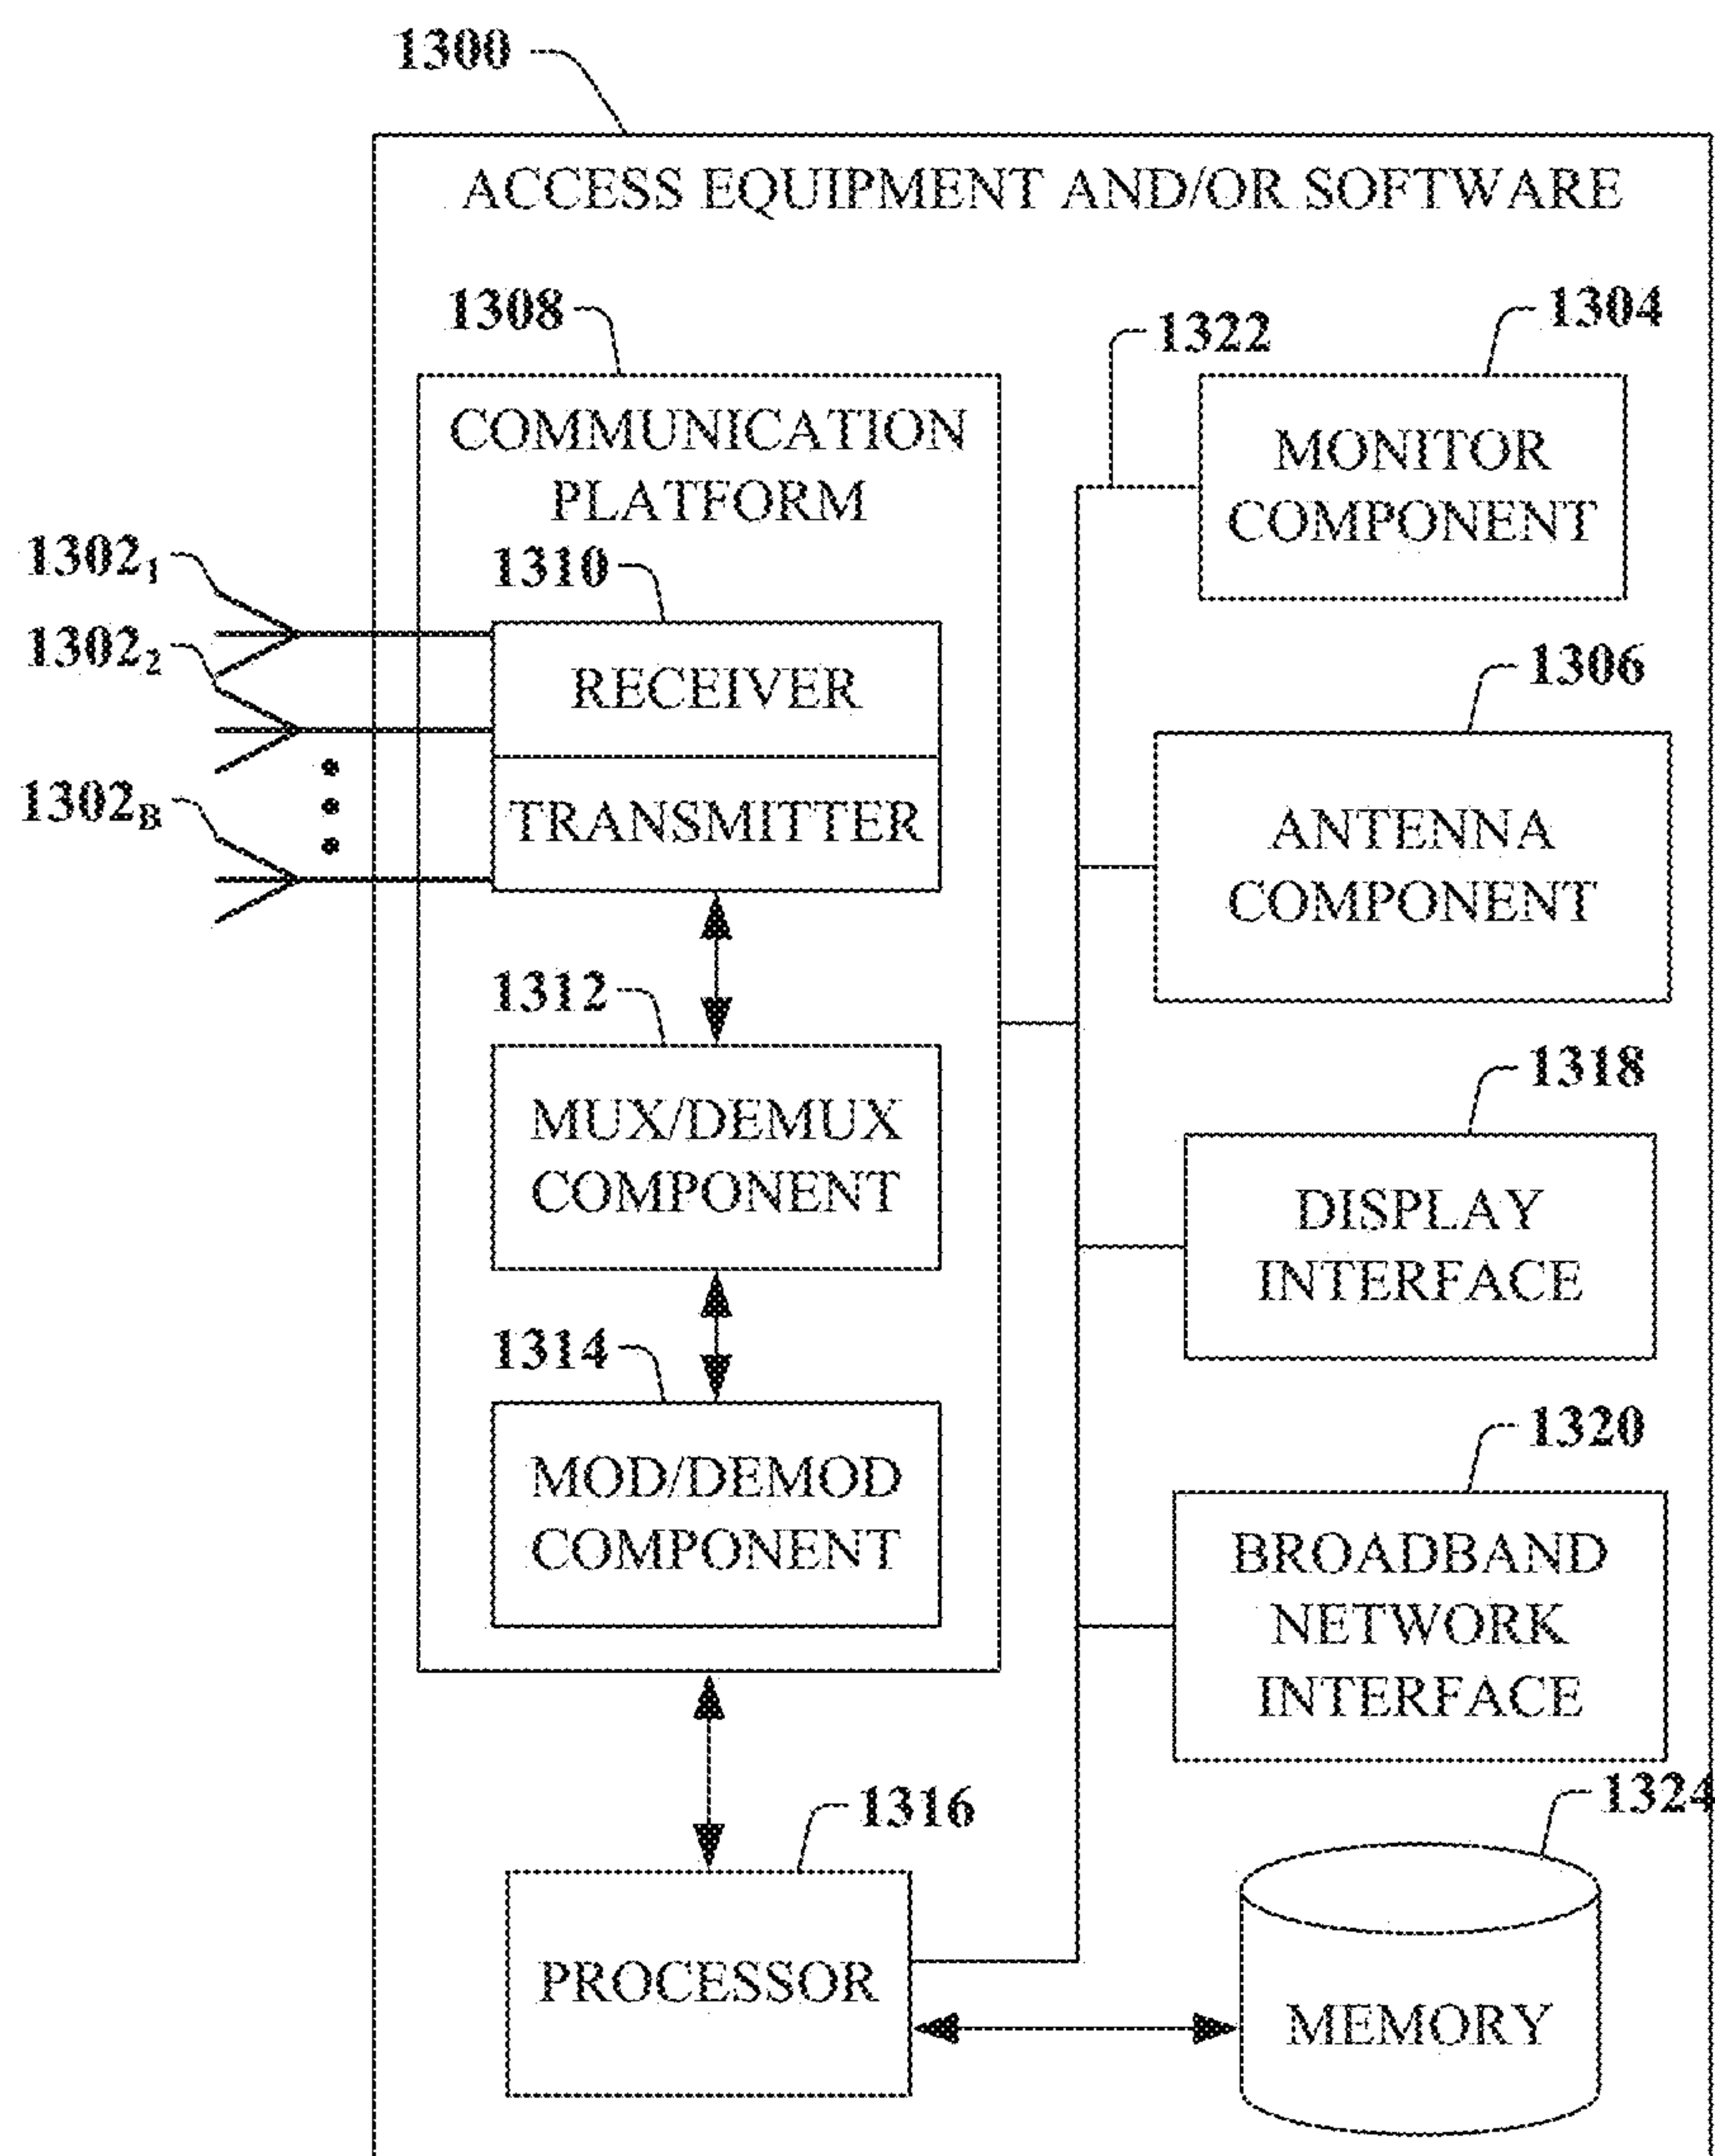 1300
ACCESS EQUIPMENT AND/OR SOFTWARE
1308
1322
1304
COMMUNICATION
PLATFORM
MONITOR
COMPONENT
1302₁
1302₂
1302B
1310
RECEIVER
TRANSMITTER
1306
ANTENNA
COMPONENT
1312
MUX/DEMUX
COMPONENT
1318
DISPLAY
INTERFACE
1314
MOD/DEMOD
COMPONENT
1320
BROADBAND
NETWORK
INTERFACE
1316
PROCESSOR
1324
MEMORY